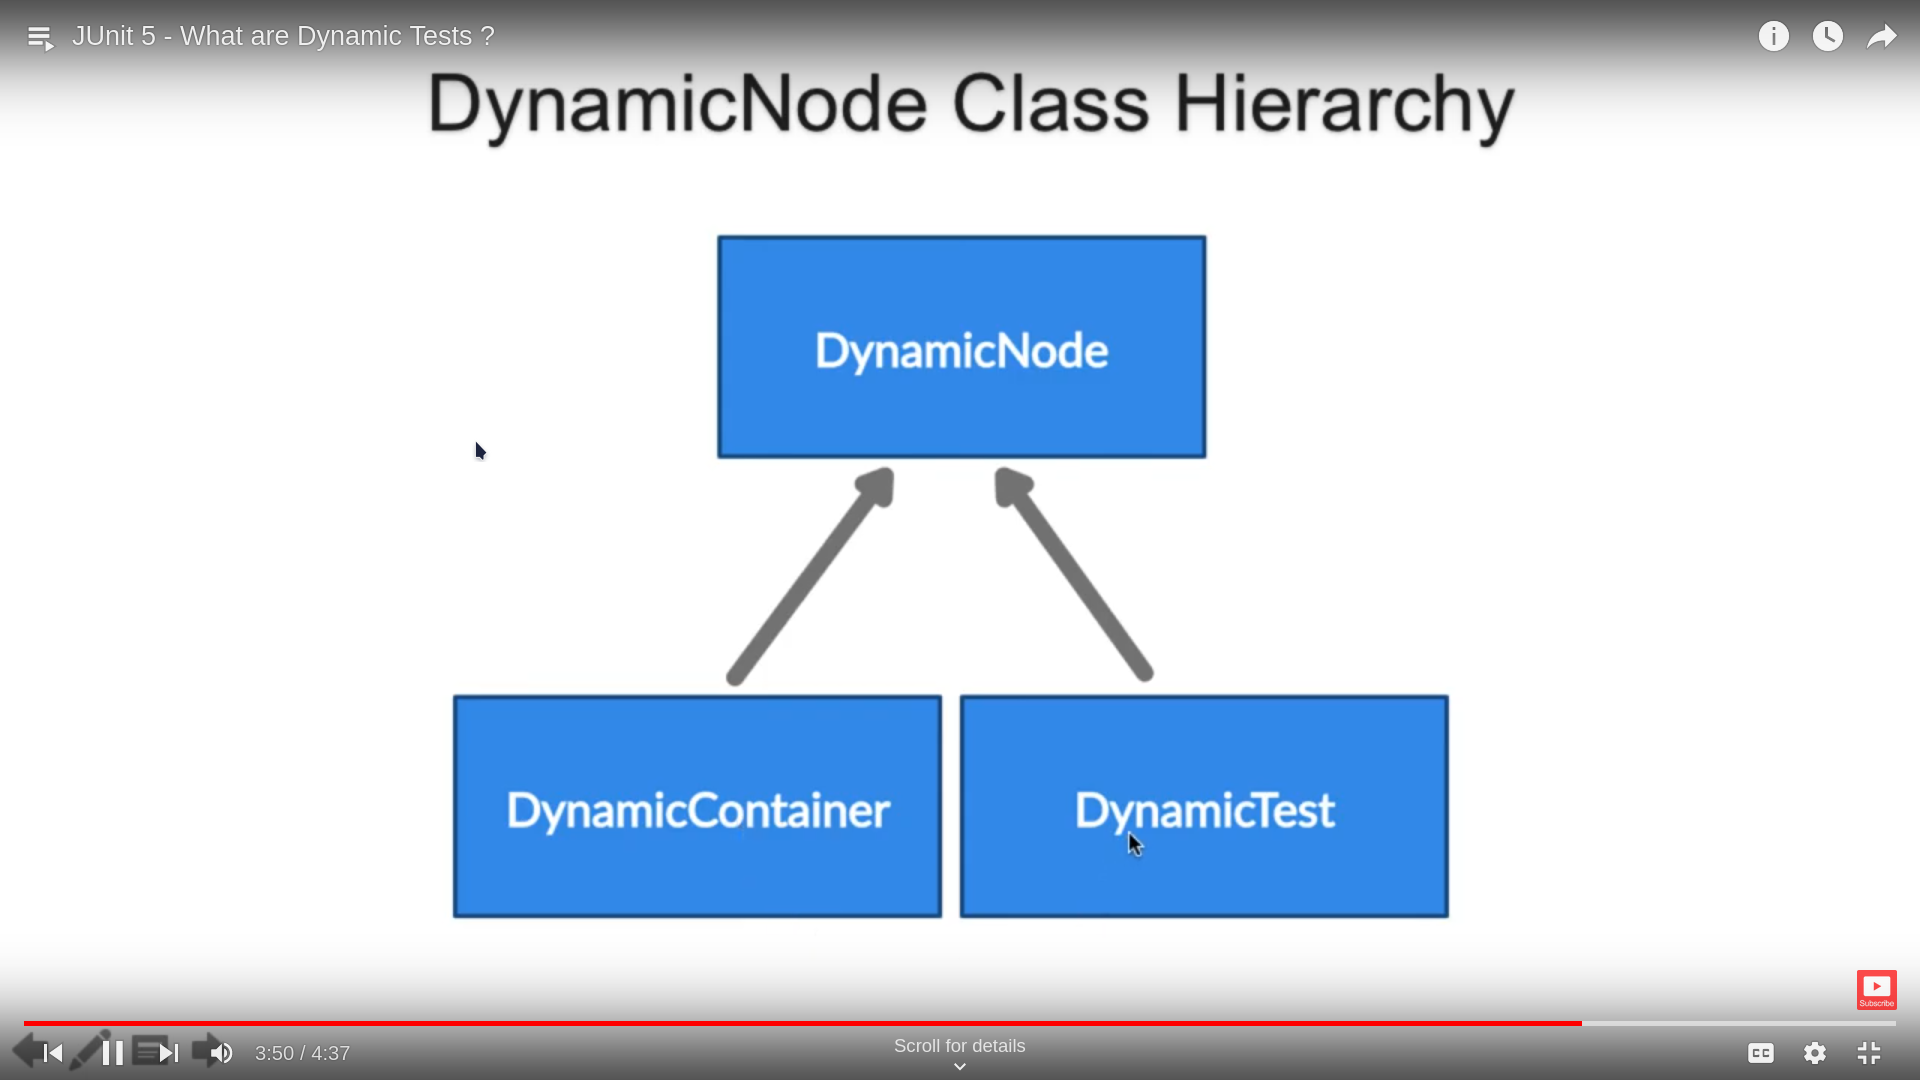 JUnit 5 - What are Dynamic Tests ?
DynamicNode Class Hierarchy
DynamicNode
DynamicContainer
DynamicTest
Subscribe
3:50 / 4:37
Scroll for details
CC